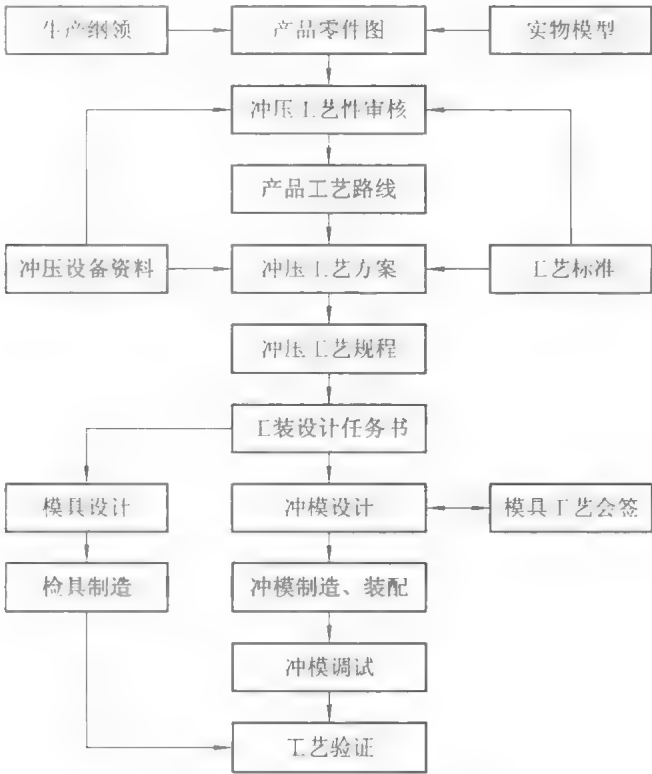 生产纲领
产品零件图
实物模型
冲压工艺件审核
产品工艺路线
冲压设备资料
冲压工艺方案
工艺标准
冲压工艺规程
工装设计任务书
模具设计
冲模设计
模具工艺会签
检具制造
冲模制造、装配
冲模调试
工艺验证